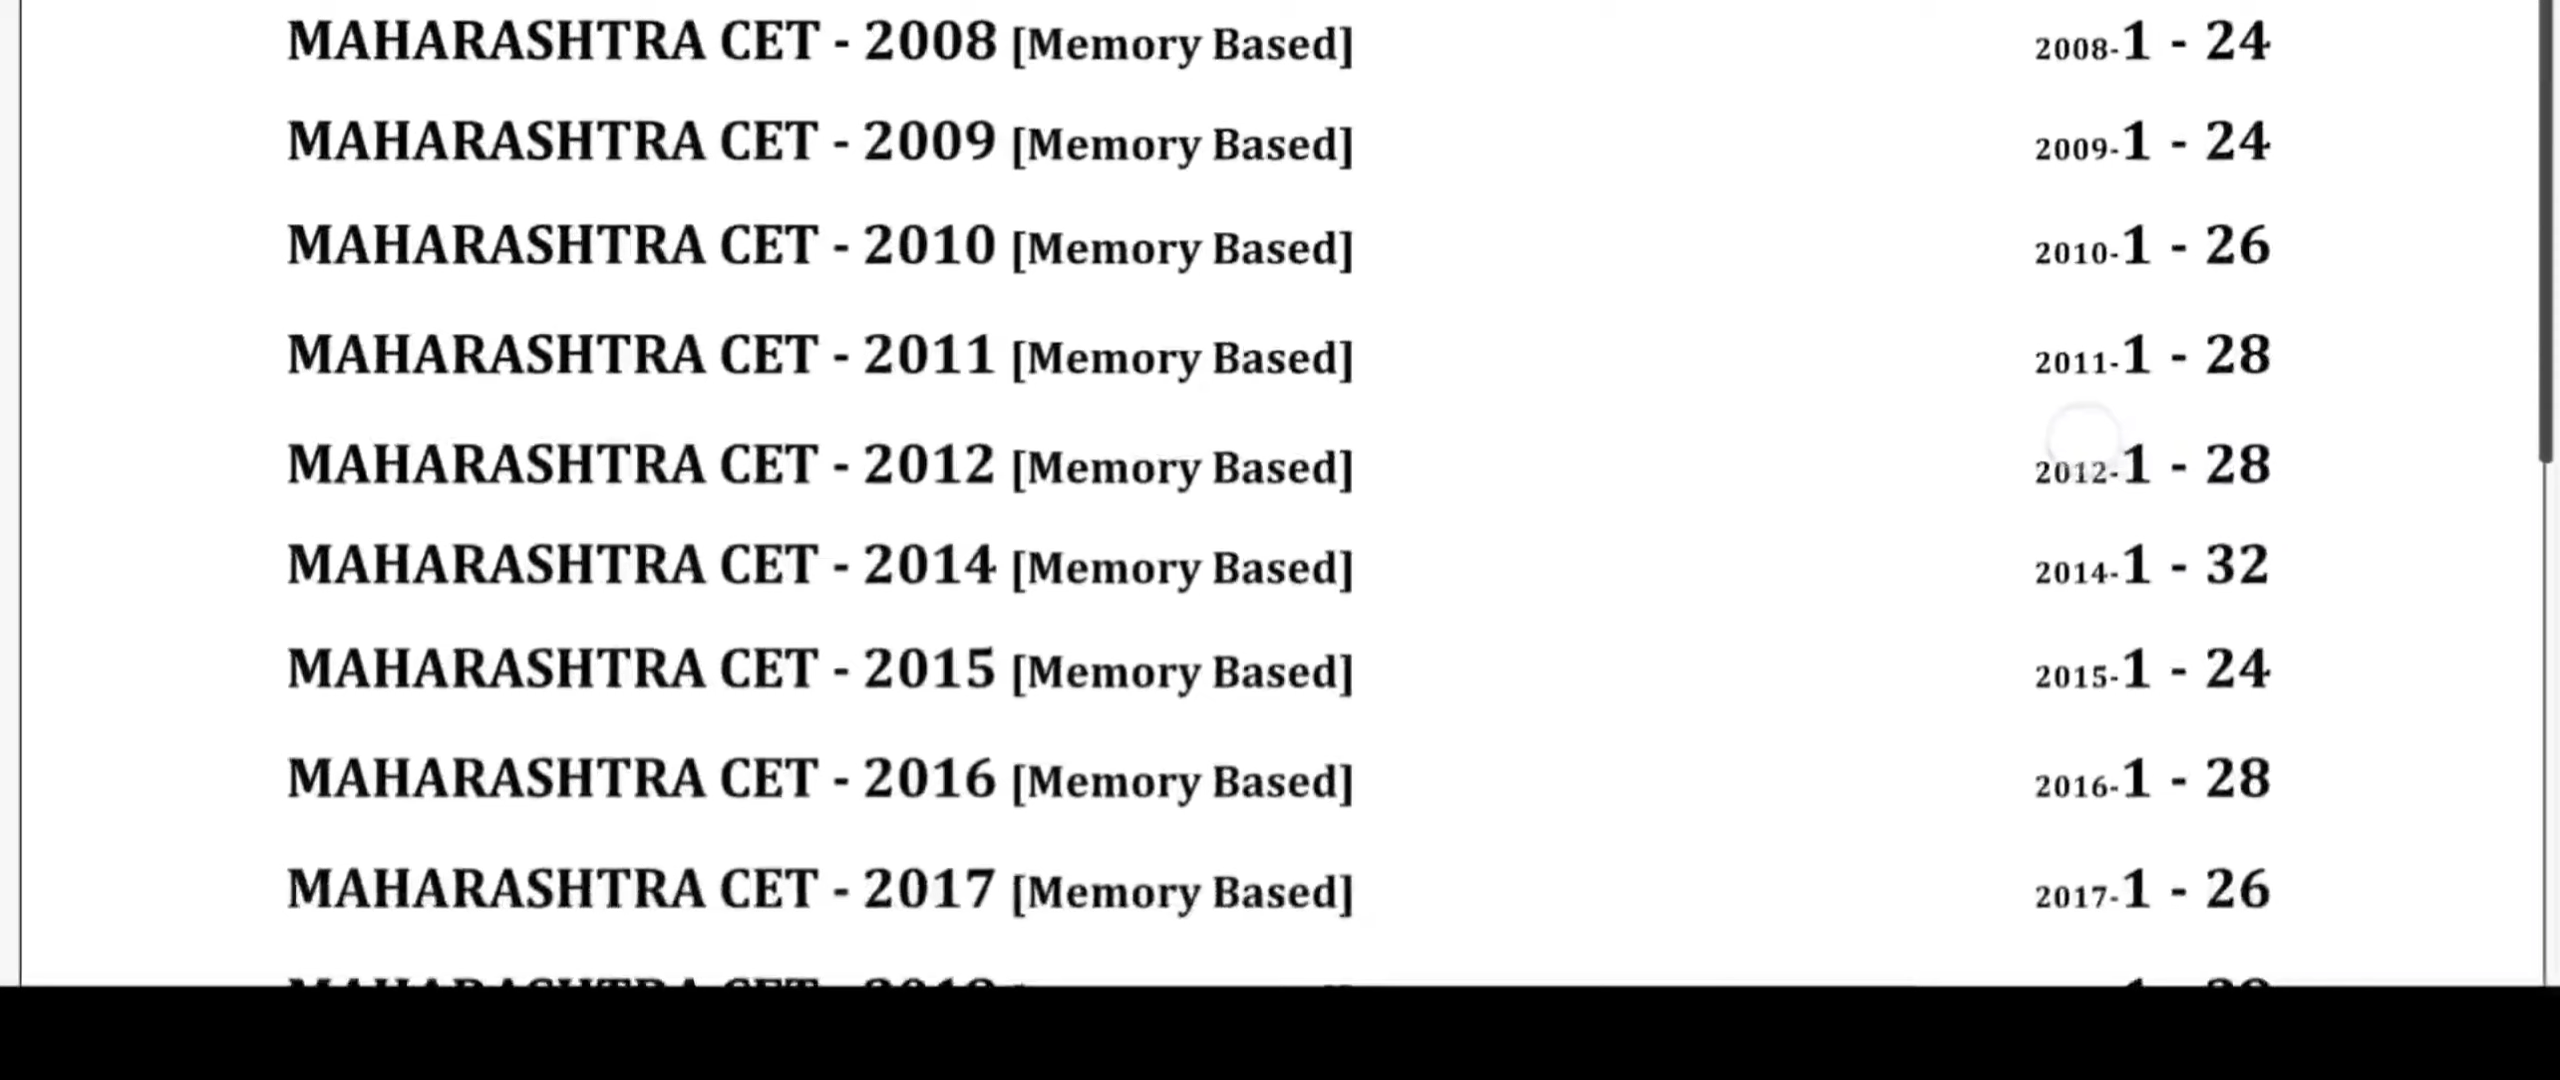 MAHARASHTRA CET - 2008 [Memory Based] 2008-1 - 24
MAHARASHTRA CET - 2009 [Memory Based] 2009-1 - 24
MAHARASHTRA CET - 2010 [Memory Based] 2010-1 - 26
MAHARASHTRA CET - 2011 [Memory Based] 2011-1 - 28
MAHARASHTRA CET - 2012 [Memory Based] 2012-1 - 28
MAHARASHTRA CET - 2014 [Memory Based] 2014-1 - 32
MAHARASHTRA CET - 2015 [Memory Based] 2015-1 - 24
MAHARASHTRA CET - 2016 [Memory Based] 2016-1 - 28
MAHARASHTRA CET - 2017 [Memory Based] 2017-1 - 26
MAHARASHTRA CET